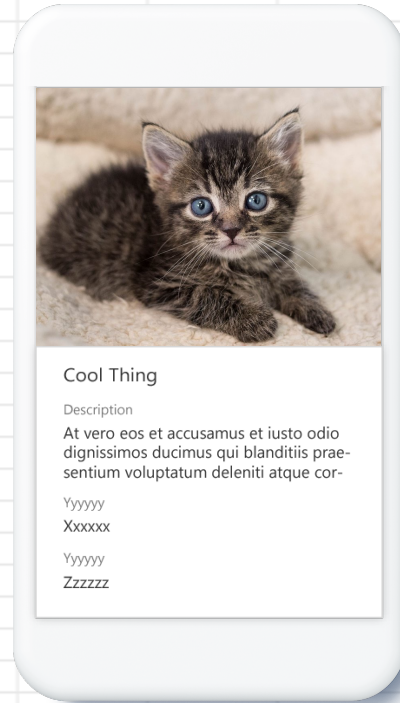 Cool Thing
Description
At vero eos et accusamus et iusto odio
dignissimos ducimus qui blanditiis prae-
sentium voluptatum deleniti atque cor-
Yyyyyy
Xxxxxx
Yyyyyy
Zzzzzz